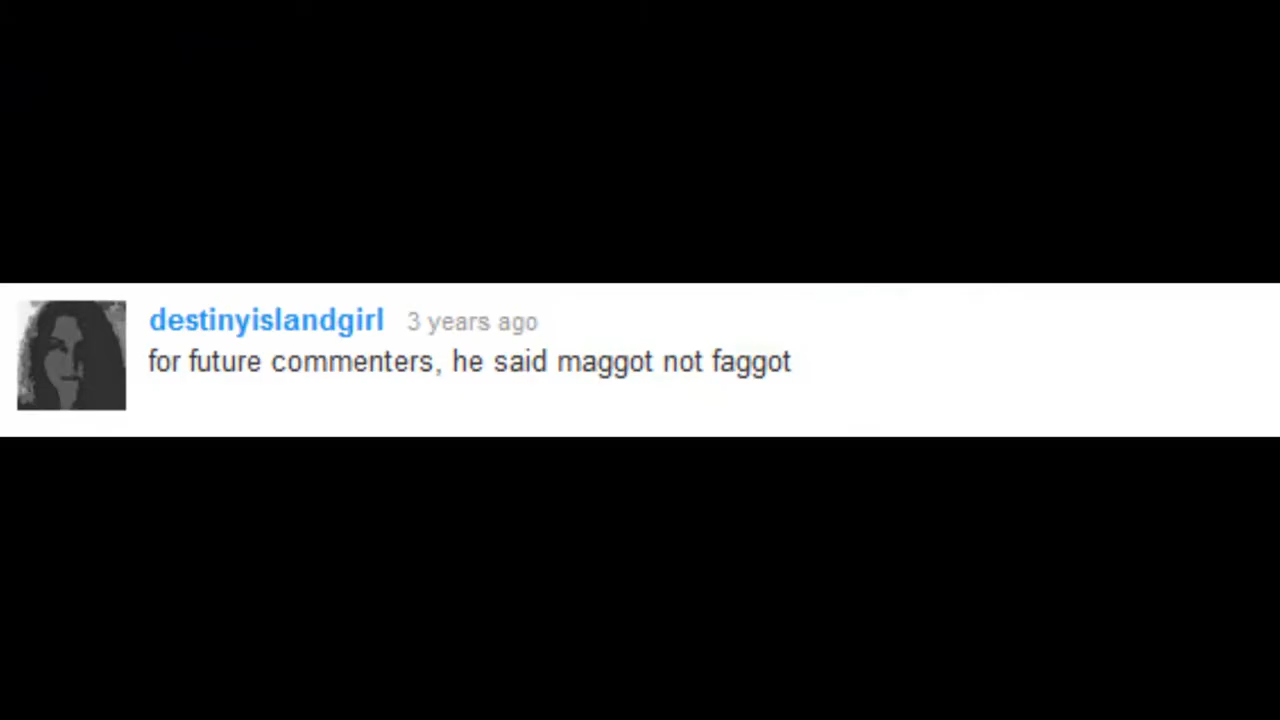 destinyislandgirl 3 years ago
for future commenters, he said maggot not faggot